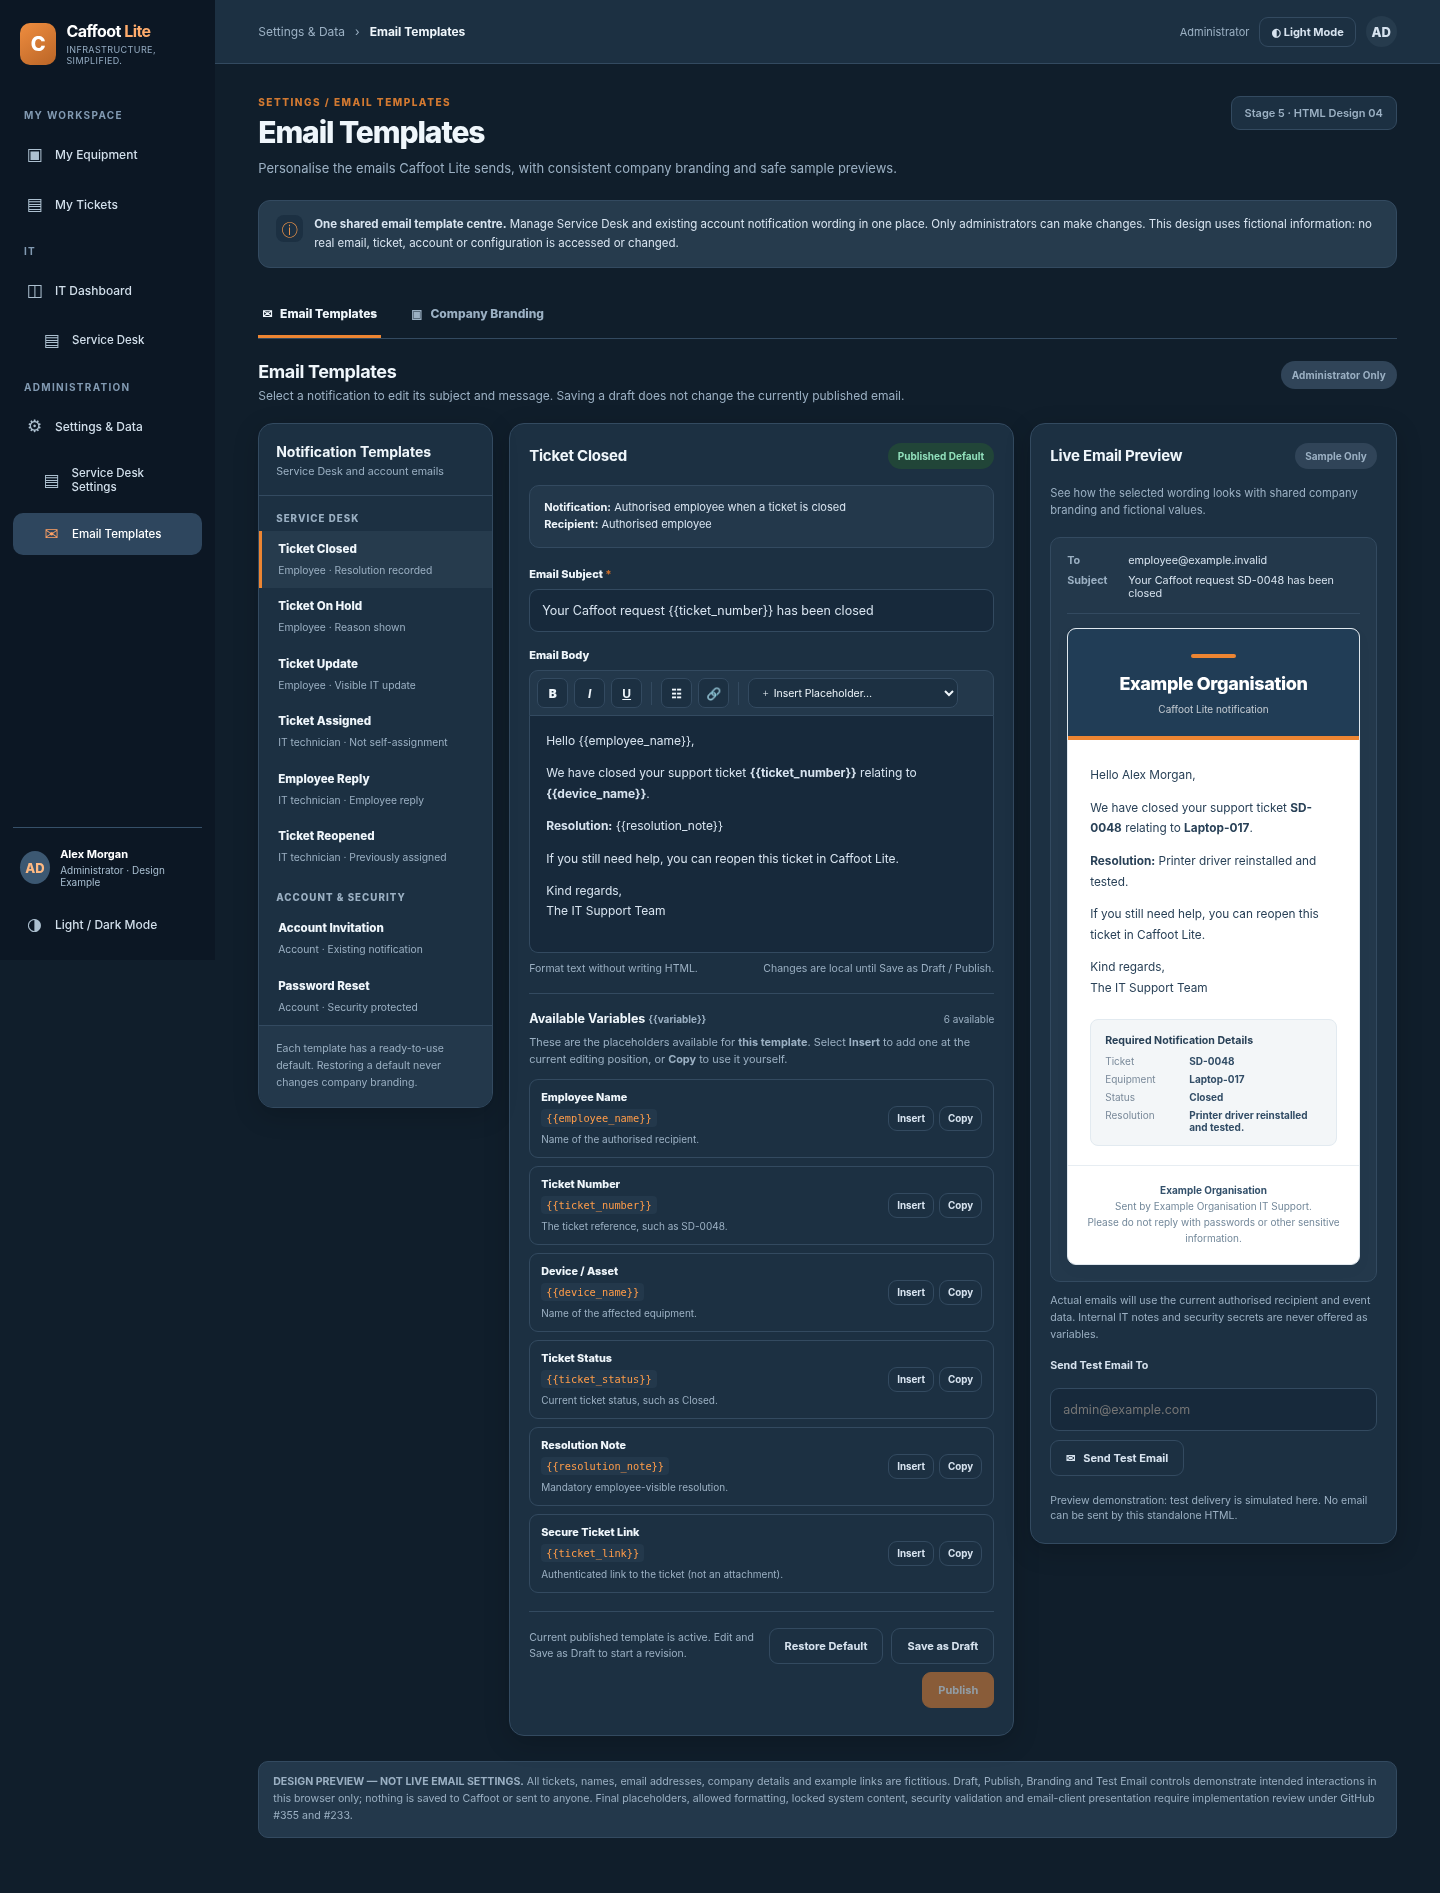 C
Caffoot Lite
INFRASTRUCTURE,
SIMPLIFIED.
MY WORKSPACE
My Equipment
My Tickets
IT
IT Dashboard
Service Desk
ADMINISTRATION
Settings & Data
Service Desk
Settings
Email Templates
AD
Alex Morgan
Administrator · Design
Example
Light / Dark Mode
Settings & Data › Email Templates
Administrator
Light Mode
AD
SETTINGS / EMAIL TEMPLATES
Email Templates
Personalise the emails Caffoot Lite sends, with consistent company branding and safe sample previews.
Stage 5 · HTML Design 04
One shared email template centre. Manage Service Desk and existing account notification wording in one place. Only administrators can make changes. This design uses fictional information: no
real email, ticket, account or configuration is accessed or changed.
Email Templates
Company Branding
Email Templates
Select a notification to edit its subject and message. Saving a draft does not change the currently published email.
Administrator Only
Notification Templates
Service Desk and account emails
SERVICE DESK
Ticket Closed
Employee · Resolution recorded
Ticket On Hold
Employee · Reason shown
Ticket Update
Employee · Visible IT update
Ticket Assigned
IT technician · Not self-assignment
Employee Reply
IT technician · Employee reply
Ticket Reopened
IT technician · Previously assigned
ACCOUNT & SECURITY
Account Invitation
Account · Existing notification
Password Reset
Account · Security protected
Each template has a ready-to-use
default. Restoring a default never
changes company branding.
Ticket Closed
Published Default
Notification: Authorised employee when a ticket is closed
Recipient: Authorised employee
Email Subject *
Your Caffoot request {{ticket_number}} has been closed
Email Body
B I U
+ Insert Placeholder...
Hello {{employee_name}},
We have closed your support ticket {{ticket_number}} relating to
{{device_name}}.
Resolution: {{resolution_note}}
If you still need help, you can reopen this ticket in Caffoot Lite.
Kind regards,
The IT Support Team
Format text without writing HTML.
Changes are local until Save as Draft / Publish.
Available Variables {{variable}}
6 available
These are the placeholders available for this template. Select Insert to add one at the
current editing position, or Copy to use it yourself.
Employee Name
{{employee_name}}
Name of the authorised recipient.
Insert
Copy
Ticket Number
{{ticket_number}}
The ticket reference, such as SD-0048.
Insert
Copy
Device / Asset
{{device_name}}
Name of the affected equipment.
Insert
Copy
Ticket Status
{{ticket_status}}
Current ticket status, such as Closed.
Insert
Copy
Resolution Note
{{resolution_note}}
Mandatory employee-visible resolution.
Insert
Copy
Secure Ticket Link
{{ticket_link}}
Authenticated link to the ticket (not an attachment).
Insert
Copy
Current published template is active. Edit and
Save as Draft to start a revision.
Restore Default
Save as Draft
Publish
Live Email Preview
Sample Only
See how the selected wording looks with shared company
branding and fictional values.
To employee@example.invalid
Subject Your Caffoot request SD-0048 has been
closed
Example Organisation
Caffoot Lite notification
Hello Alex Morgan,
We have closed your support ticket SD-
0048 relating to Laptop-017.
Resolution: Printer driver reinstalled and
tested.
If you still need help, you can reopen this
ticket in Caffoot Lite.
Kind regards,
The IT Support Team
Required Notification Details
Ticket SD-0048
Equipment Laptop-017
Status Closed
Resolution Printer driver reinstalled
and tested.
Example Organisation
Sent by Example Organisation IT Support.
Please do not reply with passwords or other sensitive
information.
Actual emails will use the current authorised recipient and event
data. Internal IT notes and security secrets are never offered as
variables.
Send Test Email To
admin@example.com
Send Test Email
Preview demonstration: test delivery is simulated here. No email
can be sent by this standalone HTML.
DESIGN PREVIEW — NOT LIVE EMAIL SETTINGS. All tickets, names, email addresses, company details and example links are fictitious. Draft, Publish, Branding and Test Email controls demonstrate intended interactions in
this browser only; nothing is saved to Caffoot or sent to anyone. Final placeholders, allowed formatting, locked system content, security validation and email-client presentation require implementation review under GitHub
#355 and #233.